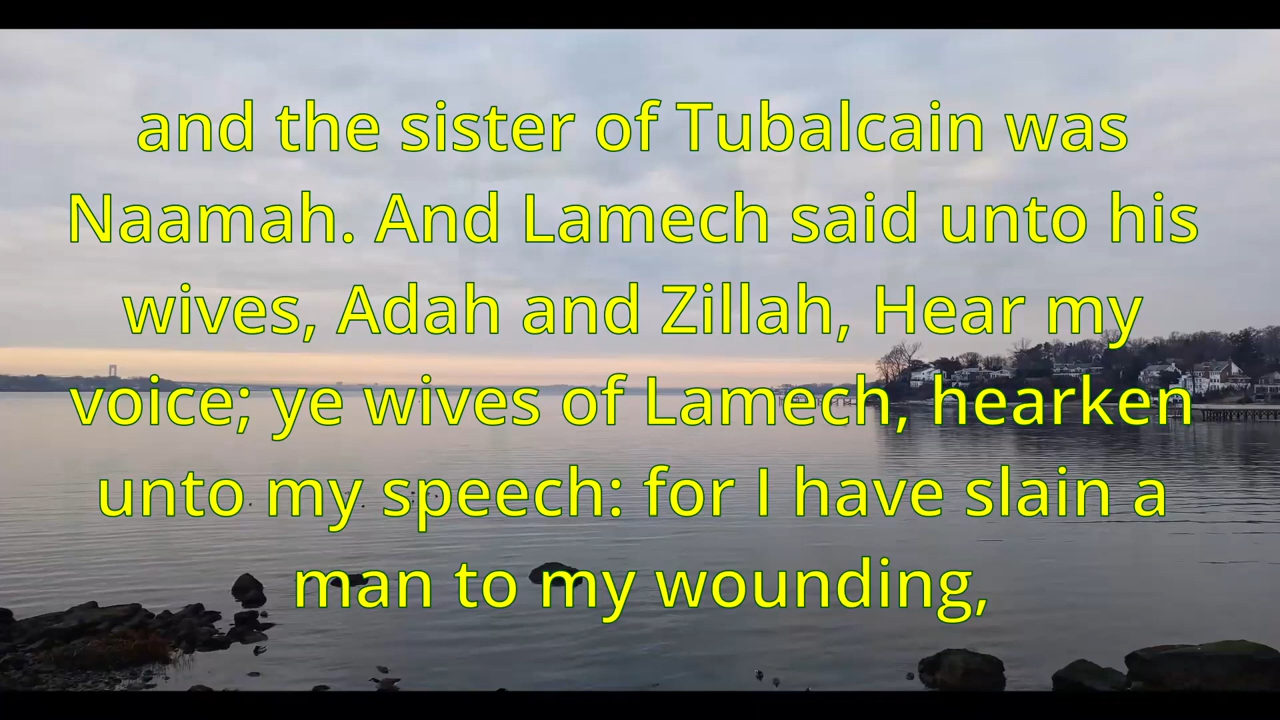 and the sister of Tubalcain was
Naamah. And Lamech said unto his
wives, Adah and Zillah, Hear my
voice; ye wives of Lamech, hearken
unto my speech: for I have slain a
man to my wounding,